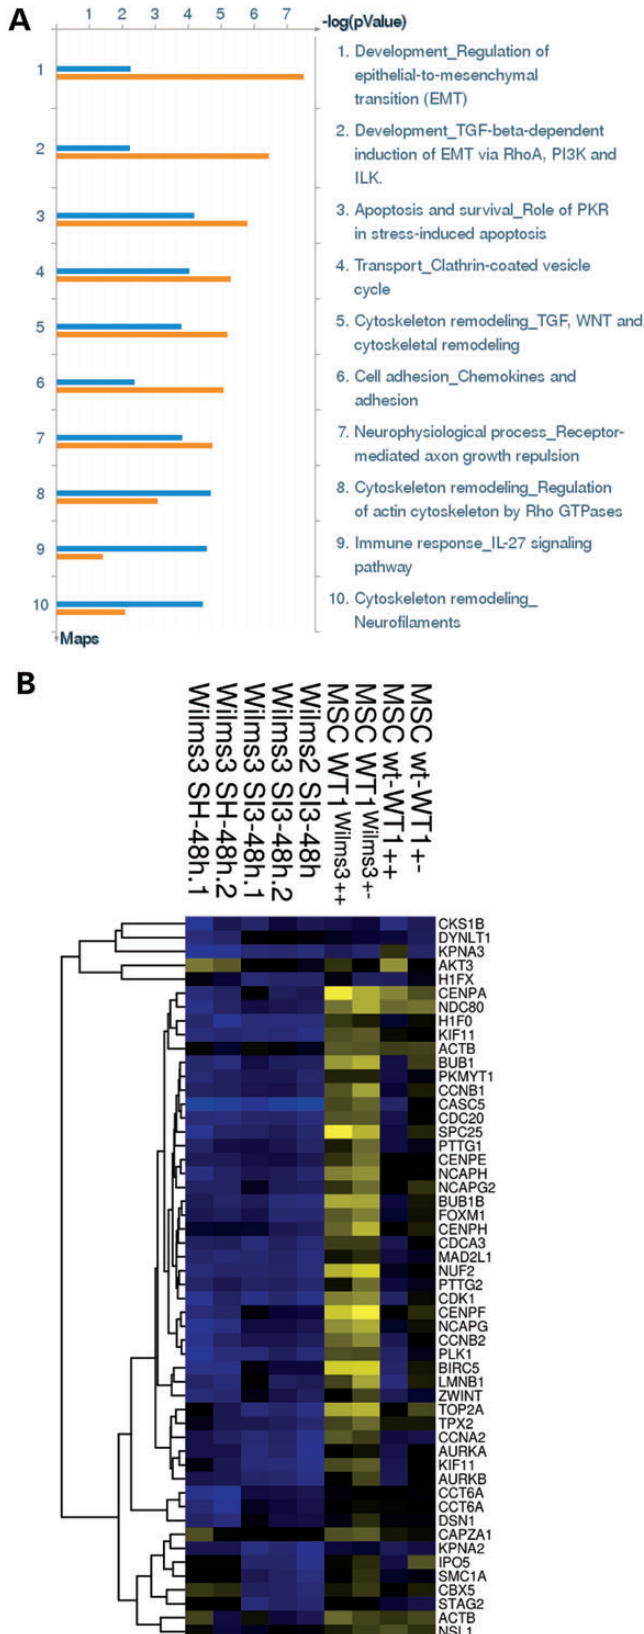 A
1 2 3 4 5 6 7 -log(pValue)
1
2
3
4
5
6
7
8
9
10
Maps
1. Development_Regulation of
epithelial-to-mesenchymal
transition (EMT)
2. Development_TGF-beta-dependent
induction of EMT via RhoA, PI3K and
ILK.
3. Apoptosis and survival_Role of PKR
in stress-induced apoptosis
4. Transport_Clathrin-coated vesicle
cycle
5. Cytoskeleton remodeling_TGF, WNT and
cytoskeletal remodeling
6. Cell adhesion_Chemokines and
adhesion
7. Neurophysiological process_Receptor-
mediated axon growth repulsion
8. Cytoskeleton remodeling_Regulation
of actin cytoskeleton by Rho GTPases
9. Immune response_IL-27 signaling
pathway
10. Cytoskeleton remodeling_
Neurofilaments
B
Wilms3 SH-48h.1
Wilms3 SH-48h.2
Wilms3 SI3-48h.1
Wilms3 SI3-48h.2
Wilms2 SI3-48h
MSC WT1Wilms3++
MSC WT1Wilms3+-
MSC wt-WT1++
MSC wt-WT1+-
CKS1B
DYNLT1
KPNA3
AKT3
H1FX
CENPA
NDC80
H1F0
KIF11
ACTB
BUB1
PKMYT1
CCNB1
CASC5
CDC20
SPC25
PTTG1
CENPE
NCAPH
NCAPG2
BUB1B
FOXM1
CENPH
CDCA3
MAD2L1
NUF2
PTTG2
CDK1
CENPF
NCAPG
CCNB2
PLK1
BIRC5
LMNB1
ZWINT
TOP2A
TPX2
CCNA2
AURKA
KIF11
AURKB
CCT6A
CCT6A
DSN1
CAPZA1
KPNA2
IPO5
SMC1A
CBX5
STAG2
ACTB
NSL1